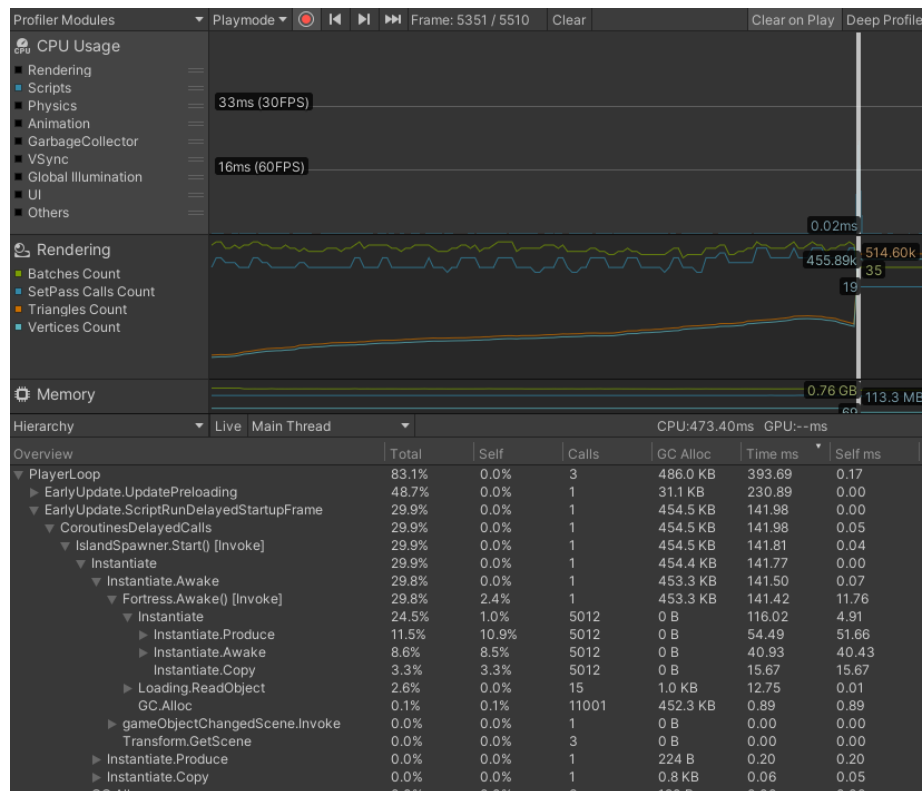 Profiler Modules Playmode Frame: 5351 / 5510 Clear Clear on Play Deep Profile
CPU Usage
Rendering
Scripts
Physics
Animation
GarbageCollector
VSync
Global Illumination
UI
Others
33ms (30FPS)
16ms (60FPS)
0.02ms
Rendering
Batches Count
SetPass Calls Count
Triangles Count
Vertices Count
455.89k
514.60k
35
19
Memory
0.76 GB
113.3 MB
Hierarchy Live Main Thread CPU:473.40ms GPU:--ms
Overview Total Self Calls GC Alloc Time ms Self ms
PlayerLoop 83.1% 0.0% 3 486.0 KB 393.69 0.17
EarlyUpdate.UpdatePreloading 48.7% 0.0% 1 31.1 KB 230.89 0.00
EarlyUpdate.ScriptRunDelayedStartupFrame 29.9% 0.0% 1 454.5 KB 141.98 0.00
CoroutinesDelayedCalls 29.9% 0.0% 1 454.5 KB 141.98 0.05
IslandSpawner.Start() [Invoke] 29.9% 0.0% 1 454.5 KB 141.81 0.04
Instantiate 29.9% 0.0% 1 454.4 KB 141.77 0.00
Instantiate.Awake 29.8% 0.0% 1 453.3 KB 141.50 0.07
Fortress.Awake() [Invoke] 29.8% 2.4% 1 453.3 KB 141.42 11.76
Instantiate 24.5% 1.0% 5012 0 B 116.02 4.91
Instantiate.Produce 11.5% 10.9% 5012 0 B 54.49 51.66
Instantiate.Awake 8.6% 8.5% 5012 0 B 40.93 40.43
Instantiate.Copy 3.3% 3.3% 5012 0 B 15.67 15.67
Loading.ReadObject 2.6% 0.0% 15 1.0 KB 12.75 0.01
GC.Alloc 0.1% 0.1% 11001 452.3 KB 0.89 0.89
gameObjectChangedScene.Invoke 0.0% 0.0% 1 0 B 0.00 0.00
Transform.GetScene 0.0% 0.0% 3 0 B 0.00 0.00
Instantiate.Produce 0.0% 0.0% 1 224 B 0.20 0.20
Instantiate.Copy 0.0% 0.0% 1 0.8 KB 0.06 0.05